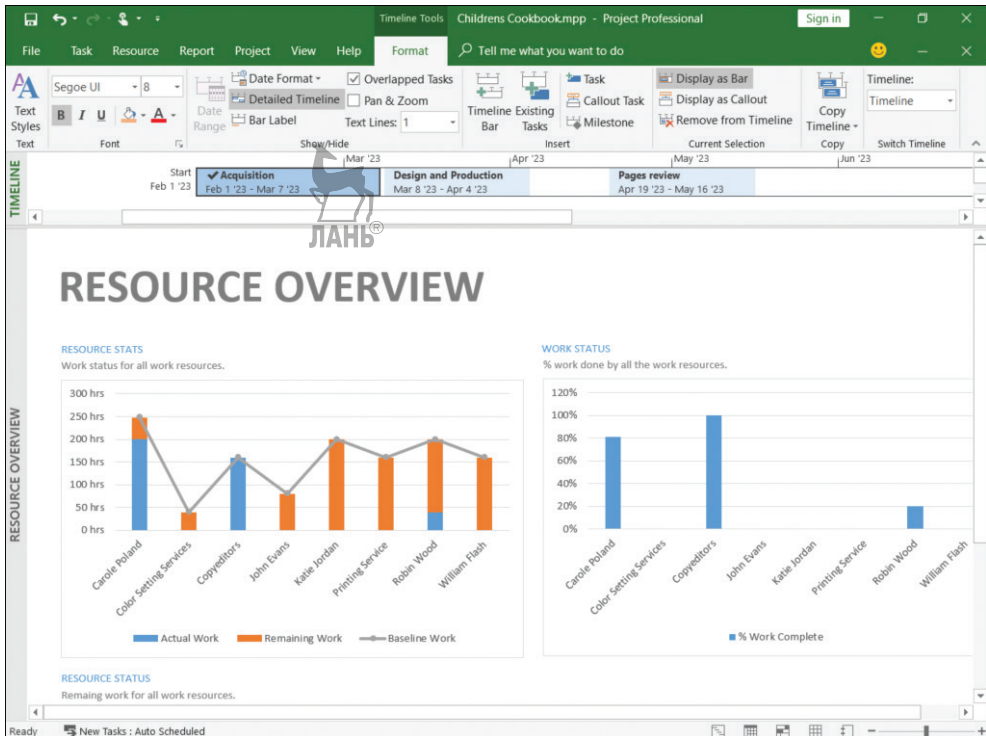 Timeline Tools Childrens Cookbook.mpp - Project Professional Sign in
File Task Resource Report Project View Help Format Tell me what you want to do
Text Styles
Text
Segoe UI 8
B I U A
Font
Date Range
Date Format
Detailed Timeline
Bar Label
Overlapped Tasks
Pan & Zoom
Text Lines: 1
Show/Hide
Timeline Bar
Existing Tasks
Task
Callout Task
Milestone
Insert
Display as Bar
Display as Callout
Remove from Timeline
Current Selection
Copy Timeline
Copy
Timeline:
Timeline
Switch Timeline
TIMELINE
Mar '23 Apr '23 May '23 Jun '23
Start
Feb 1 '23
Acquisition
Feb 1 '23 - Mar 7 '23
Design and Production
Mar 8 '23 - Apr 4 '23
Pages review
Apr 19 '23 - May 16 '23
ЛАНЬ®
RESOURCE OVERVIEW
RESOURCE OVERVIEW
RESOURCE STATS
Work status for all work resources.
300 hrs
250 hrs
200 hrs
150 hrs
100 hrs
50 hrs
0 hrs
Carole Poland
Color Setting Services
Copyeditors
John Evans
Katie Jordan
Printing Service
Robin Wood
William Flash
Actual Work Remaining Work Baseline Work
WORK STATUS
% work done by all the work resources.
120%
100%
80%
60%
40%
20%
0%
Carole Poland
Color Setting Services
Copyeditors
John Evans
Katie Jordan
Printing Service
Robin Wood
William Flash
% Work Complete
RESOURCE STATUS
Remaing work for all work resources.
Ready New Tasks : Auto Scheduled